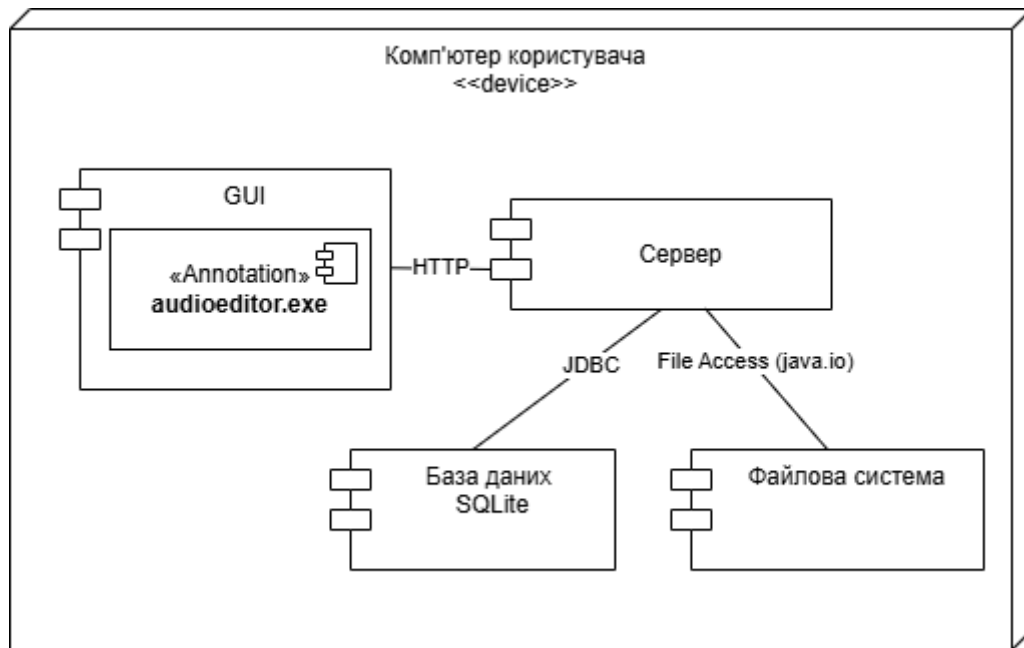 Комп'ютер користувача
<<device>>
GUI
«Annotation»
audioeditor.exe
HTTP
Сервер
JDBC
File Access (java.io)
База даних
SQLite
Файлова система